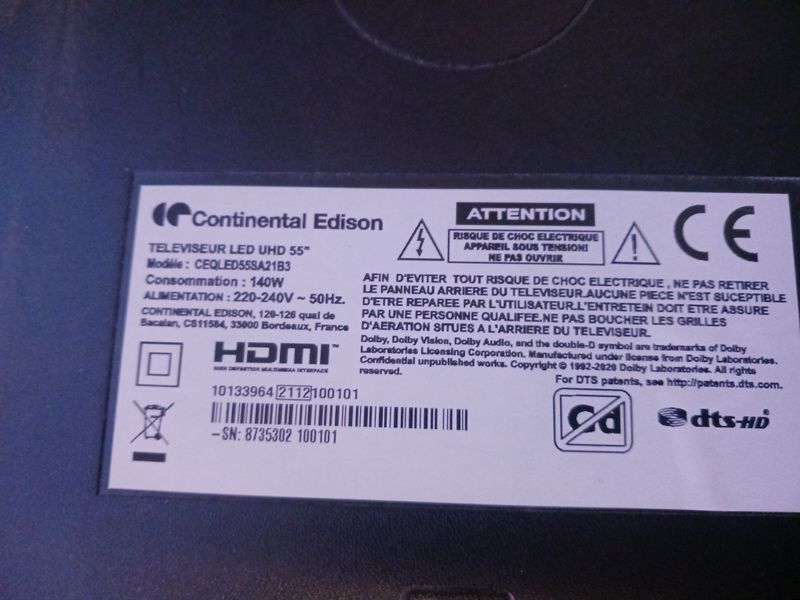 Continental Edison
TELEVISEUR LED UHD 55"
Modèle : CEQLED55SA21B3
Consommation : 140W
ALIMENTATION : 220-240V ~ 50Hz.
CONTINENTAL EDISON, 120-126 quai de
Bacalan, CS11584, 33000 Bordeaux, France
ATTENTION
RISQUE DE CHOC ELECTRIQUE
APPAREIL SOUS TENSION!
NE PAS OUVRIR
CE
AFIN D'EVITER TOUT RISQUE DE CHOC ELECTRIQUE , NE PAS RETIRER
LE PANNEAU ARRIERE DU TELEVISEUR.AUCUNE PIECE N'EST SUCEPTIBLE
D'ETRE REPAREE PAR L'UTILISATEUR.L'ENTRETEIN DOIT ETRE ASSURE
PAR UNE PERSONNE QUALIFEE.NE PAS BOUCHER LES GRILLES
D'AERATION SITUES A L'ARRIERE DU TELEVISEUR.
Dolby, Dolby Vision, Dolby Audio, and the double-D symbol are trademarks of Dolby
Laboratories Licensing Corporation. Manufactured under license from Dolby Laboratories.
Confidential unpublished works. Copyright © 1992-2020 Dolby Laboratories. All rights
reserved.
For DTS patents, see http://patents.dts.com.
HDMI™
HIGH DEFINITION MULTIMEDIA INTERFACE
10133964 2112 100101
-SN: 8735302 100101
Cd
dts-HD®